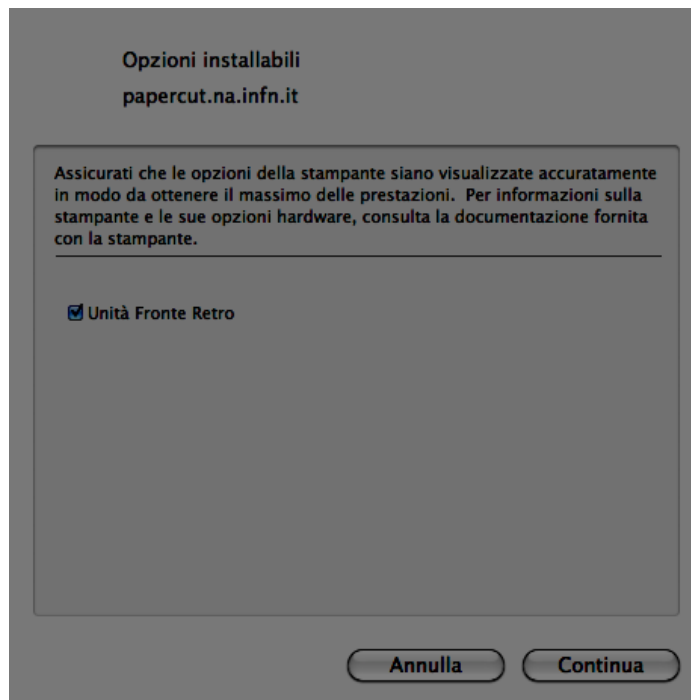 Opzioni installabili
papercut.na.infn.it
Assicurati che le opzioni della stampante siano visualizzate accuratamente
in modo da ottenere il massimo delle prestazioni. Per informazioni sulla
stampante e le sue opzioni hardware, consulta la documentazione fornita
con la stampante.
Unità Fronte Retro
Annulla Continua